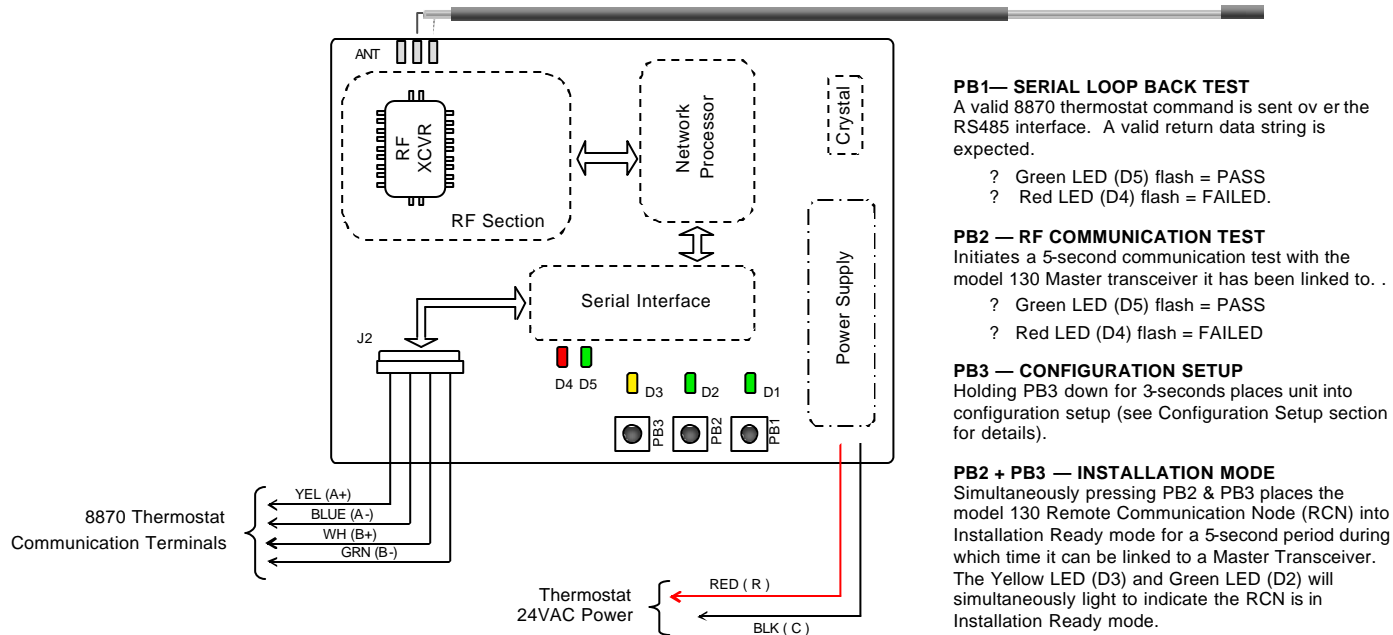 ANT
RF
XCVR
RF Section
Network
Processor
Crystal
Serial Interface
Power Supply
J2
D4 D5
D3
D2
D1
PB3
PB2
PB1
8870 Thermostat
Communication Terminals
YEL (A+)
BLUE (A-)
WH (B+)
GRN (B-)
Thermostat
24VAC Power
RED ( R )
BLK ( C )
PB1— SERIAL LOOP BACK TEST
A valid 8870 thermostat command is sent ov er the
RS485 interface. A valid return data string is
expected.
? Green LED (D5) flash = PASS
? Red LED (D4) flash = FAILED.
PB2 — RF COMMUNICATION TEST
Initiates a 5-second communication test with the
model 130 Master transceiver it has been linked to. .
? Green LED (D5) flash = PASS
? Red LED (D4) flash = FAILED
PB3 — CONFIGURATION SETUP
Holding PB3 down for 3-seconds places unit into
configuration setup (see Configuration Setup section
for details).
PB2 + PB3 — INSTALLATION MODE
Simultaneously pressing PB2 & PB3 places the
model 130 Remote Communication Node (RCN) into
Installation Ready mode for a 5-second period during
which time it can be linked to a Master Transceiver.
The Yellow LED (D3) and Green LED (D2) will
simultaneously light to indicate the RCN is in
Installation Ready mode.